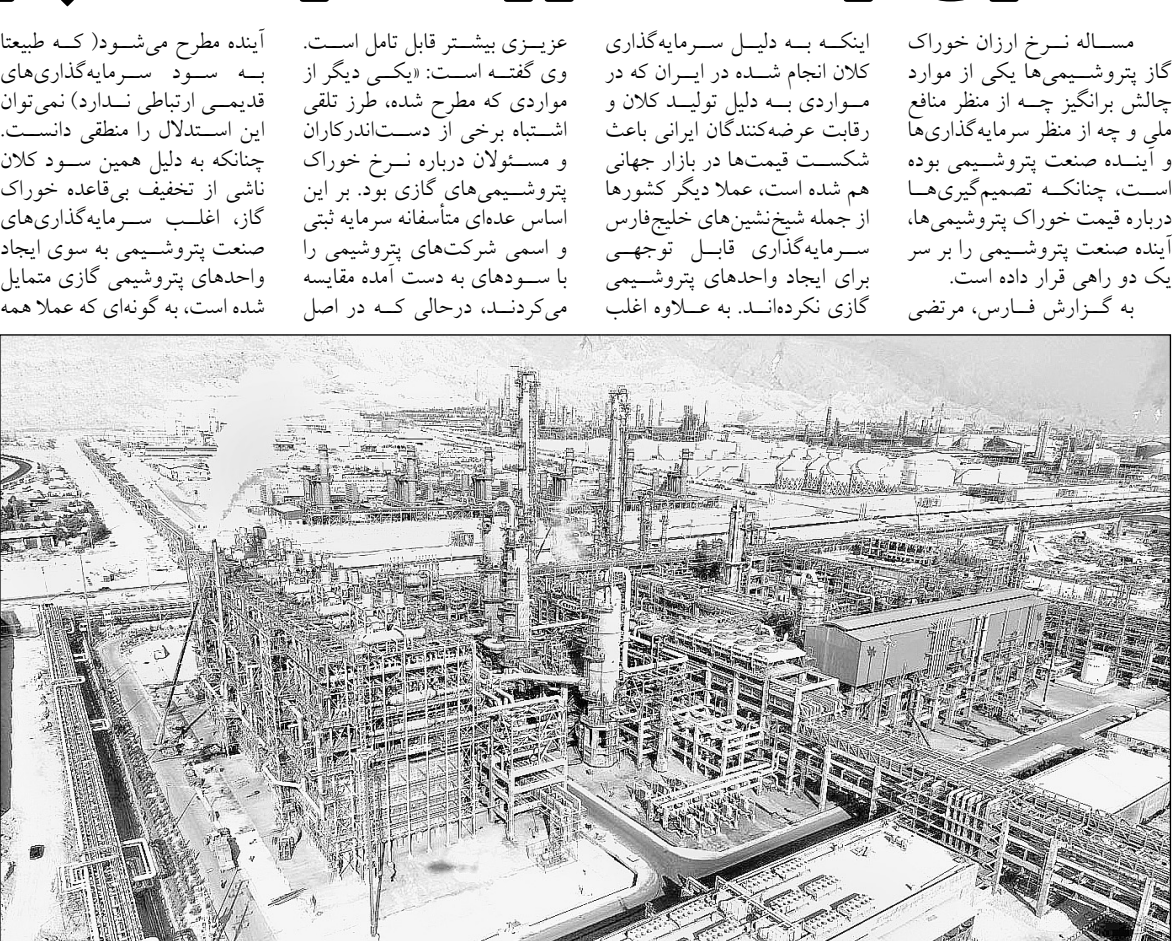 مساله نرخ ارزان خوراک
گاز پتروشیمی‌ها یکی از موارد
چالش برانگیز چه از منظر منافع
ملی و چه از منظر سرمایه‌گذاری‌ها
و آینده صنعت پتروشیمی بوده
است، چنانکه تصمیم‌گیری‌ها
درباره قیمت خوراک پتروشیمی‌ها،
آینده صنعت پتروشیمی را بر سر
یک دو راهی قرار داده است.
به گزارش فارس، مرتضی
اینکه به دلیل سرمایه‌گذاری
کلان انجام شده در ایران که در
مواردی به دلیل تولید کلان و
رقابت عرضه‌کنندگان ایرانی باعث
شکست قیمت‌ها در بازار جهانی
هم شده است، عملا دیگر کشورها
از جمله شیخ‌نشین‌های خلیج‌فارس
سرمایه‌گذاری قابل توجهی
برای ایجاد واحدهای پتروشیمی
گازی نکرده‌اند. به علاوه اغلب
عزیزی بیشتر قابل تامل است.
وی گفته است: «یکی دیگر از
مواردی که مطرح شده، طرز تلقی
اشتباه برخی از دست‌اندرکاران
و مسئولان درباره نرخ خوراک
پتروشیمی‌های گازی بود. بر این
اساس عده‌ای متأسفانه سرمایه ثبتی
و اسمی شرکت‌های پتروشیمی را
با سودهای به دست آمده مقایسه
می‌کردند، درحالی که در اصل
آینده مطرح می‌شود( که طبیعتا
به سود سرمایه‌گذاری‌های
قدیمی ارتباطی ندارد) نمی‌توان
این استدلال را منطقی دانست.
چنانکه به دلیل همین سود کلان
ناشی از تخفیف بی‌قاعده خوراک
گاز، اغلب سرمایه‌گذاری‌های
صنعت پتروشیمی به سوی ایجاد
واحدهای پتروشیمی گازی متمایل
شده است، به گونه‌ای که عملا همه